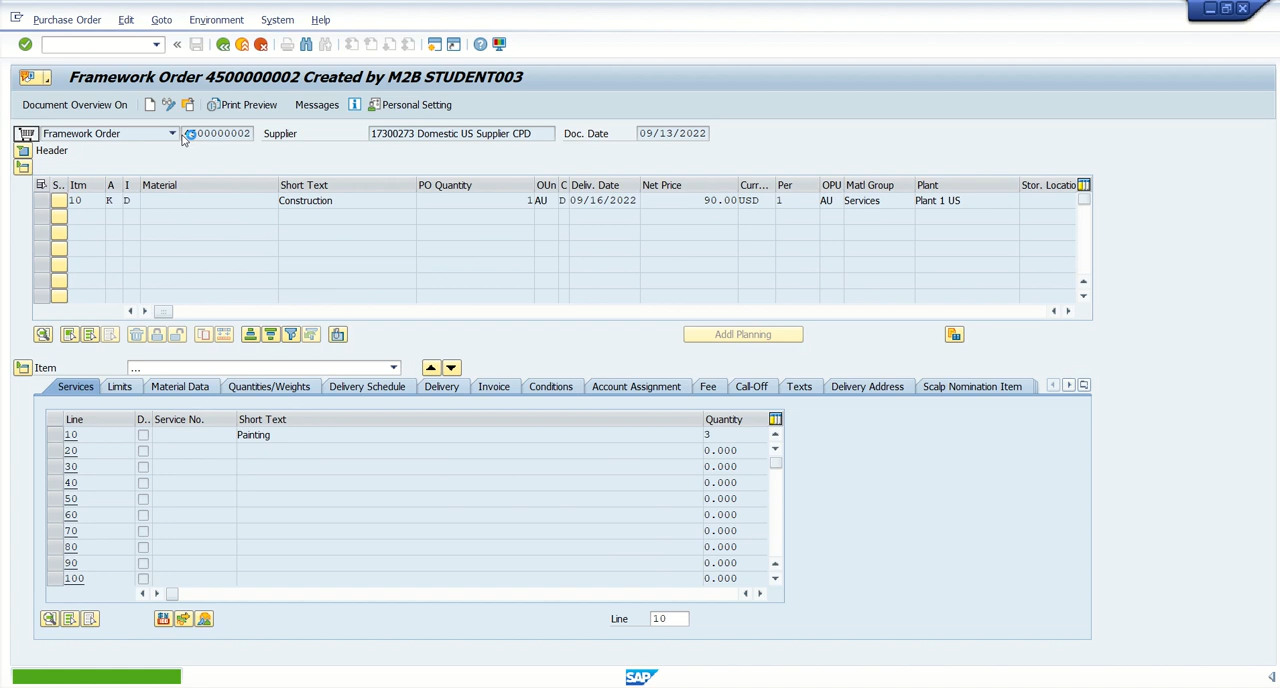 Purchase Order Edit Goto Environment System Help
Framework Order 4500000002 Created by M2B STUDENT003
Document Overview On Print Preview Messages Personal Setting
Framework Order 500000002 Supplier 17300273 Domestic US Supplier CPD Doc. Date 09/13/2022
Header
S.. Itm A I Material Short Text PO Quantity OUn C Deliv. Date Net Price Curr... Per OPU Matl Group Plant Stor. Locatio
10 K D Construction 1 AU D 09/16/2022 90.00 USD 1 AU Services Plant 1 US
Addl Planning
Item ...
Services Limits Material Data Quantities/Weights Delivery Schedule Delivery Invoice Conditions Account Assignment Fee Call-Off Texts Delivery Address Scalp Nomination Item
Line D.. Service No. Short Text Quantity
10 Painting 3
20 0.000
30 0.000
40 0.000
50 0.000
60 0.000
70 0.000
80 0.000
90 0.000
100 0.000
Line 10
SAP